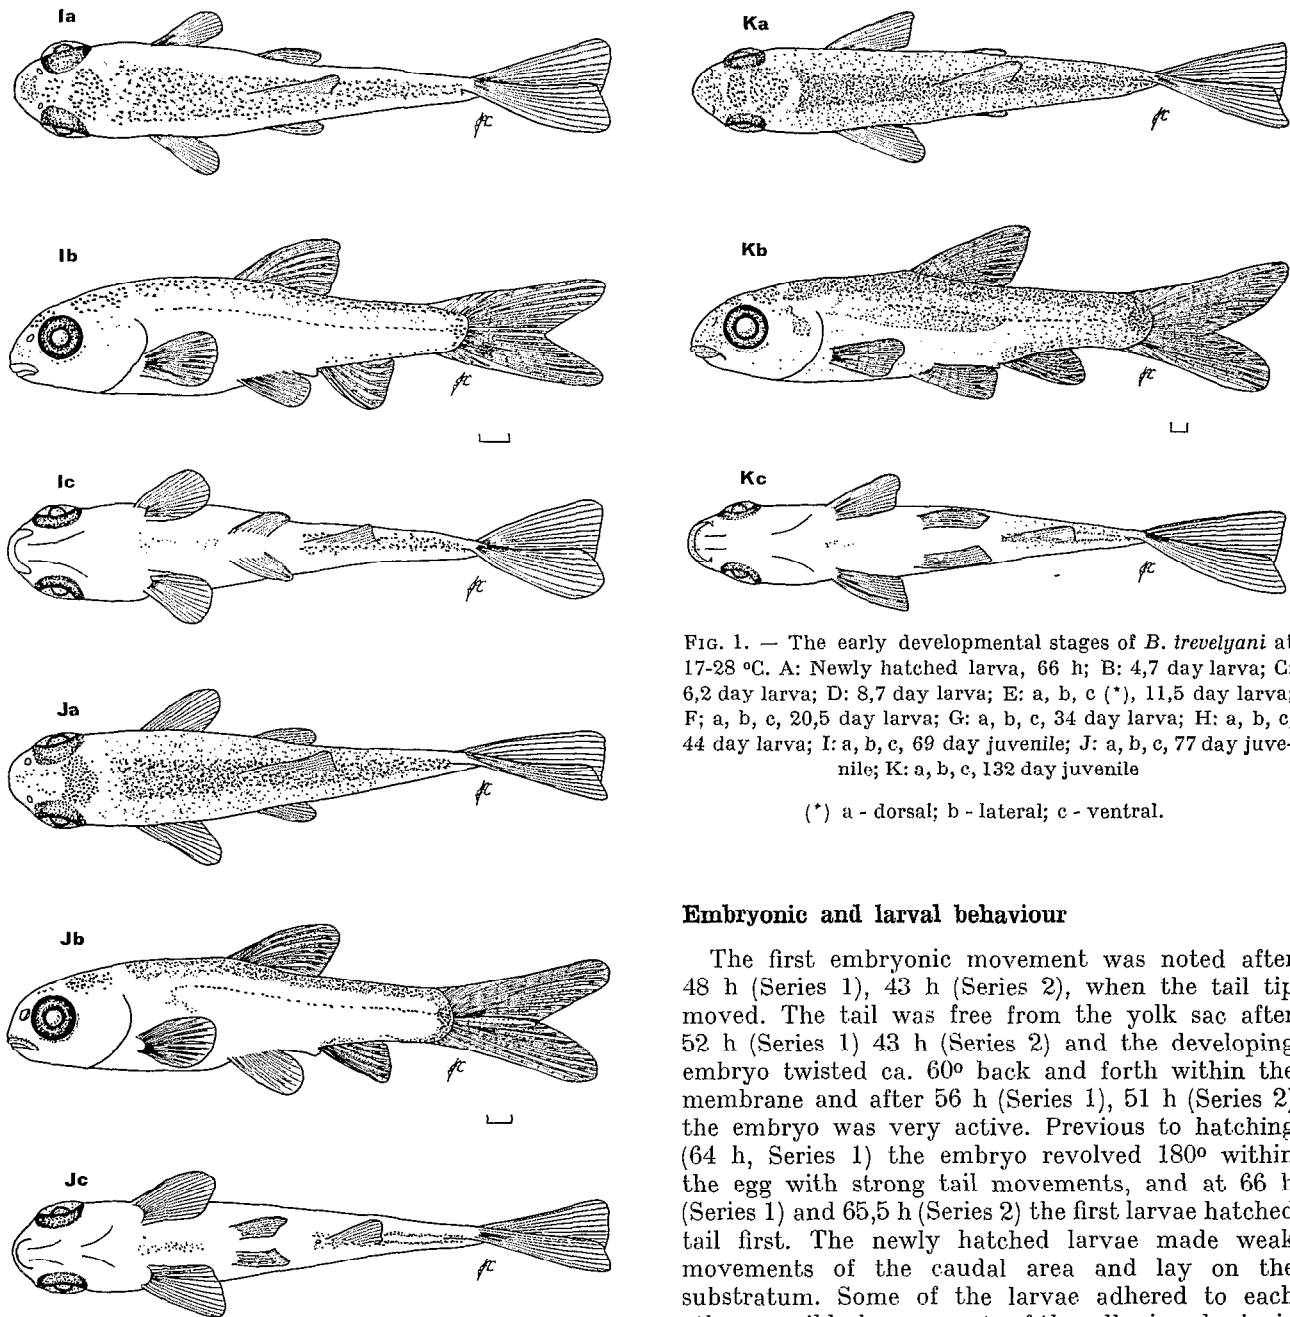 Ia
Ib
Ic
Ja
Jb
Jc
Ka
Kb
Kc
FIG. 1. — The early developmental stages of B. trevelyani at
17-28 ºC. A: Newly hatched larva, 66 h; B: 4,7 day larva; C:
6,2 day larva; D: 8,7 day larva; E: a, b, c (*), 11,5 day larva;
F; a, b, c, 20,5 day larva; G: a, b, c, 34 day larva; H: a, b, c,
44 day larva; I: a, b, c, 69 day juvenile; J: a, b, c, 77 day juve-
nile; K: a, b, c, 132 day juvenile
(*) a - dorsal; b - lateral; c - ventral.
Embryonic and larval behaviour
The first embryonic movement was noted after
48 h (Series 1), 43 h (Series 2), when the tail tip
moved. The tail was free from the yolk sac after
52 h (Series 1) 43 h (Series 2) and the developing
embryo twisted ca. 60º back and forth within the
membrane and after 56 h (Series 1), 51 h (Series 2)
the embryo was very active. Previous to hatching
(64 h, Series 1) the embryo revolved 180º within
the egg with strong tail movements, and at 66 h
(Series 1) and 65,5 h (Series 2) the first larvae hatched
tail first. The newly hatched larvae made weak
movements of the caudal area and lay on the
substratum. Some of the larvae adhered to each